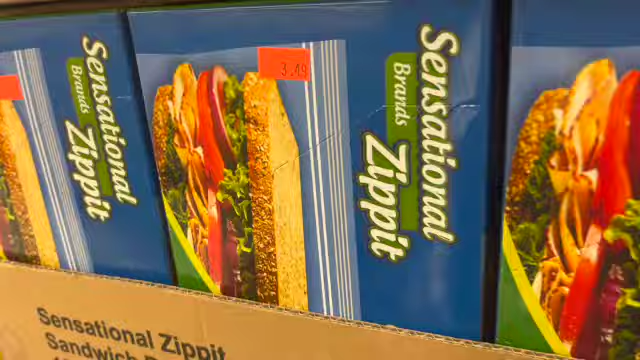 Sensational
Brands
Zippit
3.49
Sensational
Brands
Zippit
Sensational Zippit
Sandwich